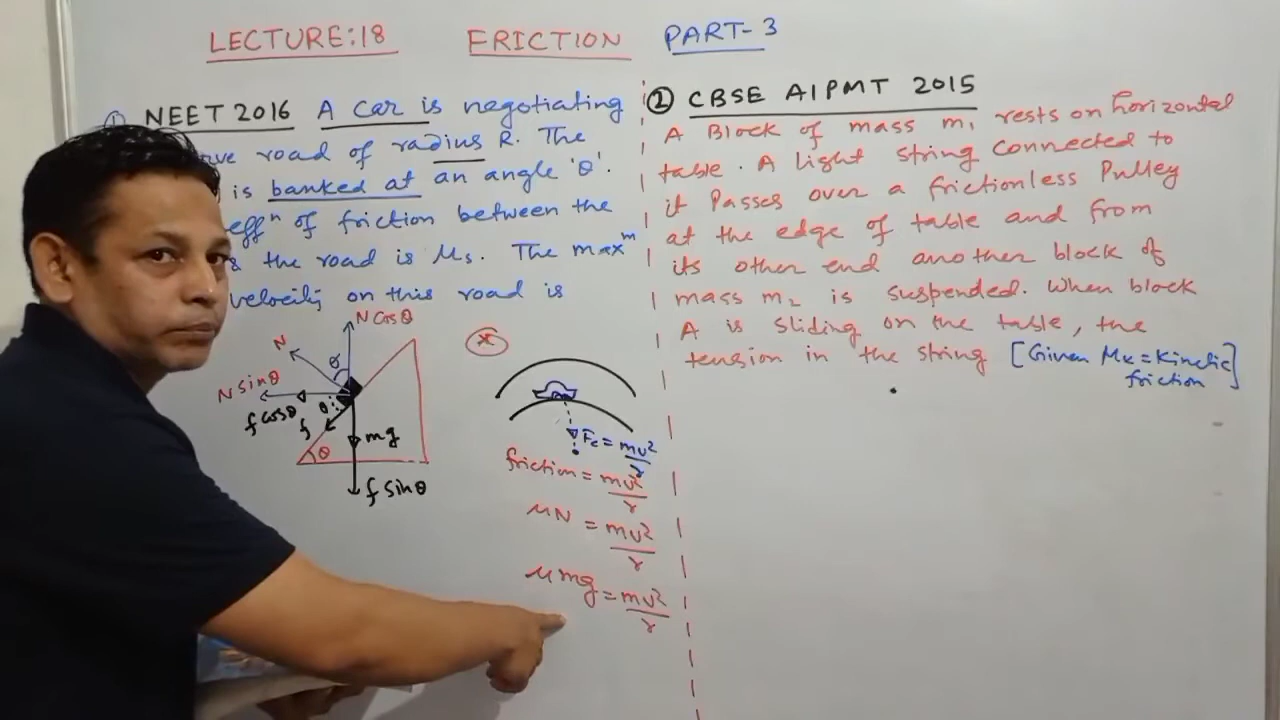 LECTURE:18 FRICTION PART-3
① NEET 2016 A Car is negotiating
road of radius R. The
is banked at an angle 'θ'.
of friction between the
the road is μs. The maxᵐ
velocity on this road is
N Cosθ
N
θ
N sinθ
f Cosθ
θ
f
mg
θ
f sinθ
*
Fc = mv²/r
friction = mv²/r
μN = mv²/r
μmg = mv²/r
② CBSE AIPMT 2015
A Block of mass m₁ rests on horizontal
table. A light string connected to
it Passes over a frictionless Pulley
at the edge of table and from
its other end another block of
mass m₂ is suspended. When block
A is sliding on the table, the
tension in the string [Given μK = Kinetic
friction]